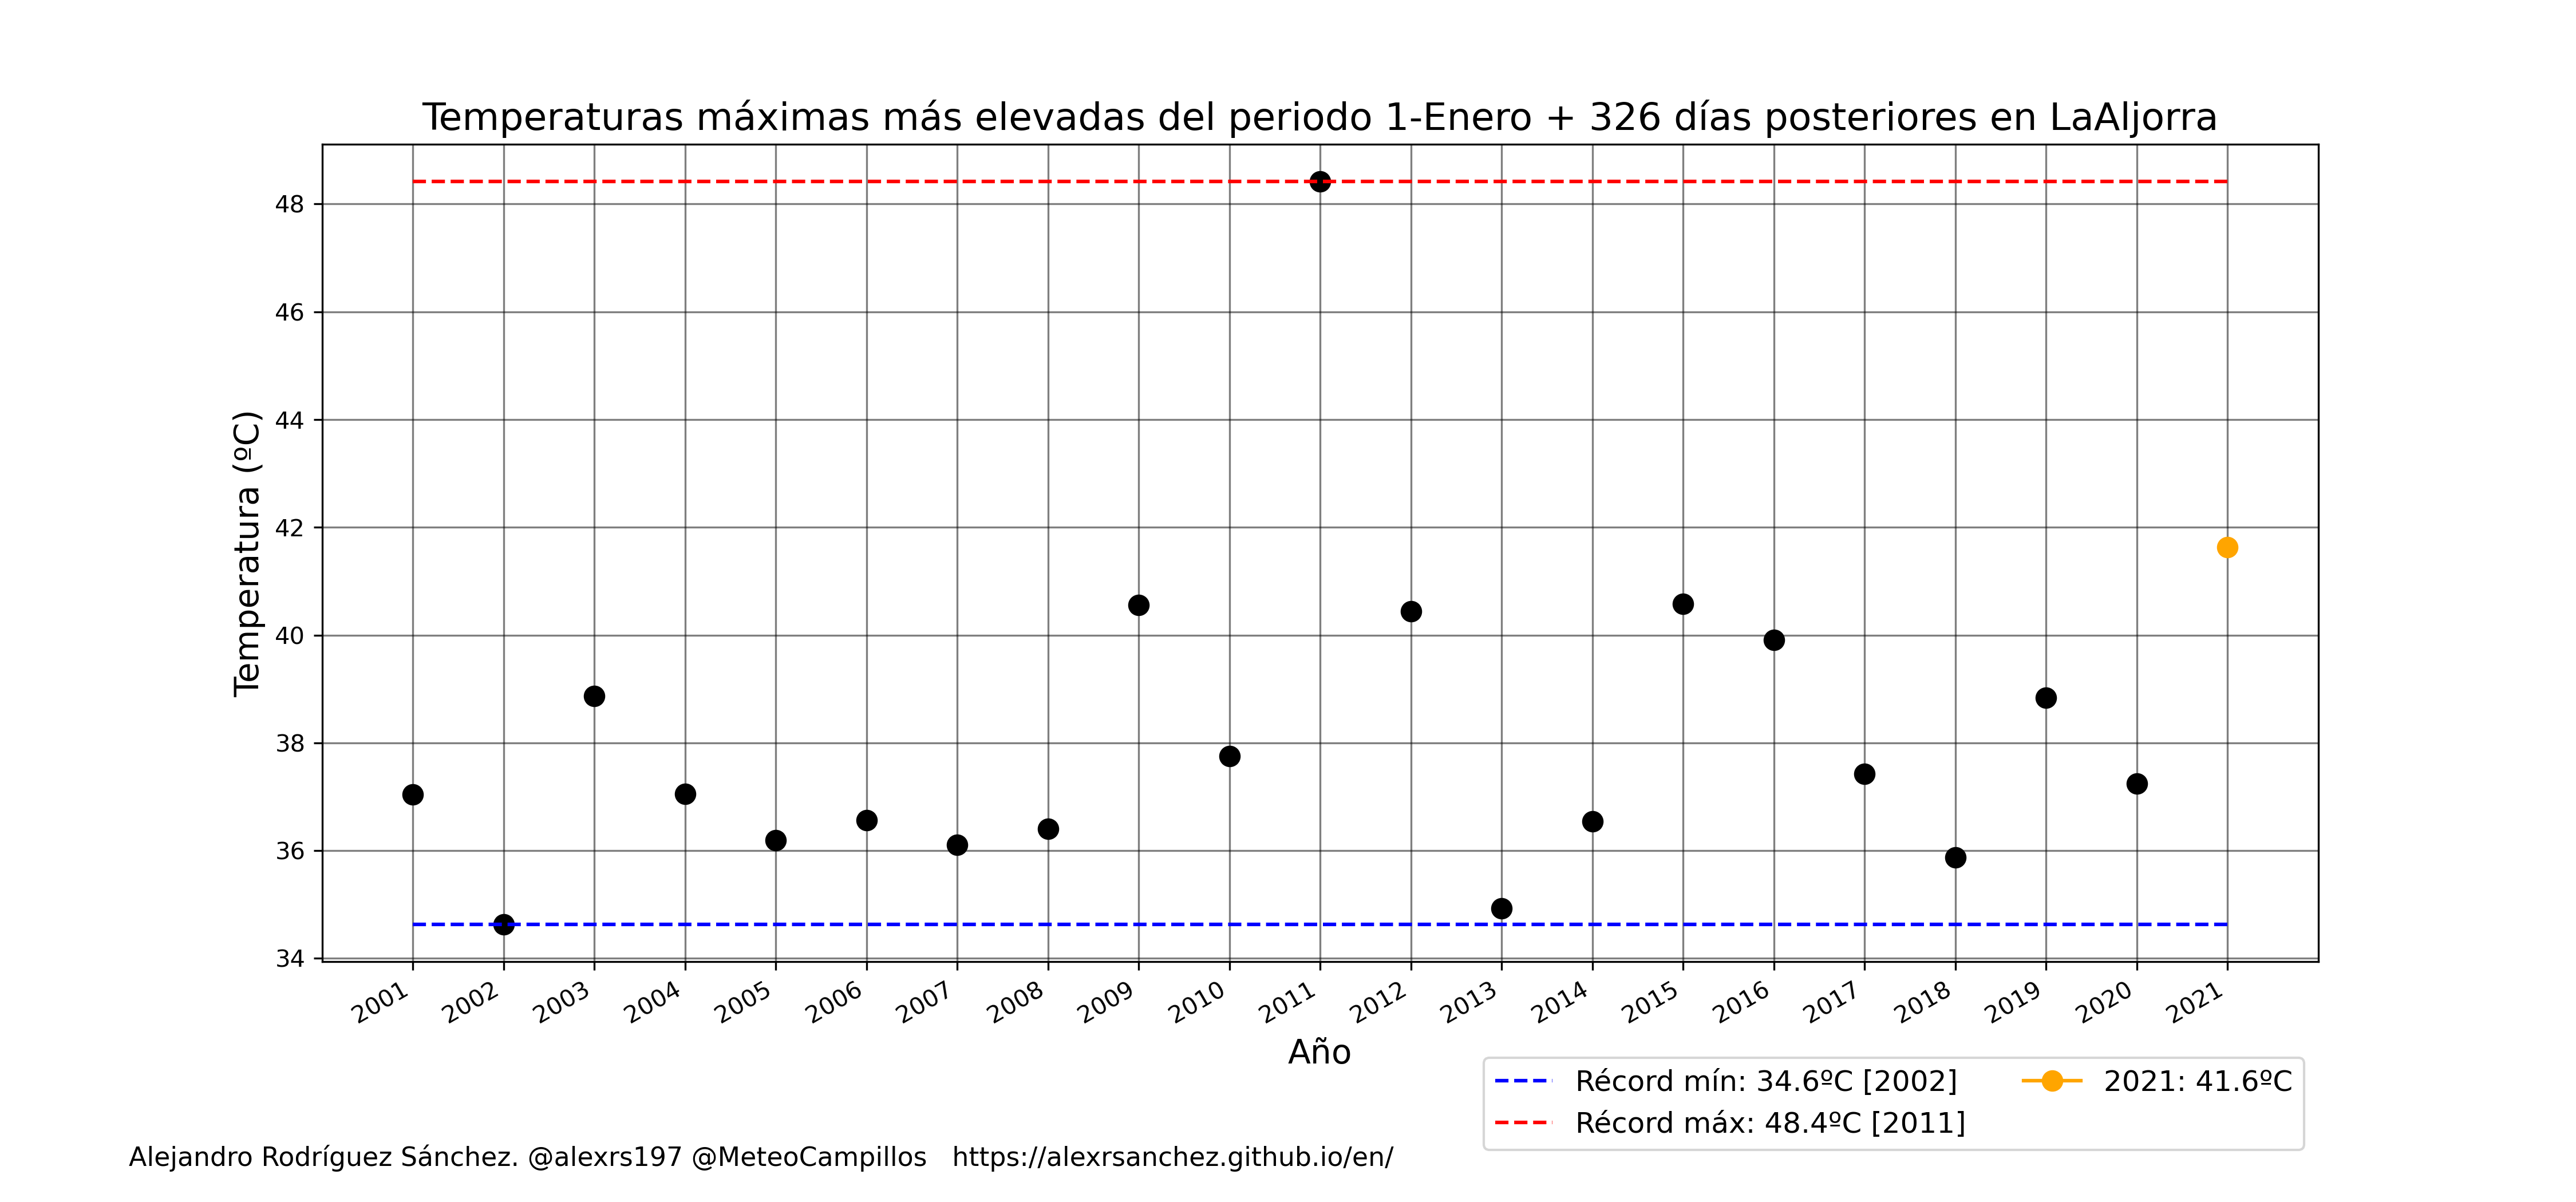 Temperaturas máximas más elevadas del periodo 1-Enero + 326 días posteriores en LaAljorra
Temperatura (ºC)
48
46
44
42
40
38
36
34
2001 2002 2003 2004 2005 2006 2007 2008 2009 2010 2011 2012 2013 2014 2015 2016 2017 2018 2019 2020 2021
Año
Récord mín: 34.6ºC [2002]
Récord máx: 48.4ºC [2011]
2021: 41.6ºC
Alejandro Rodríguez Sánchez. @alexrs197 @MeteoCampillos https://alexrsanchez.github.io/en/